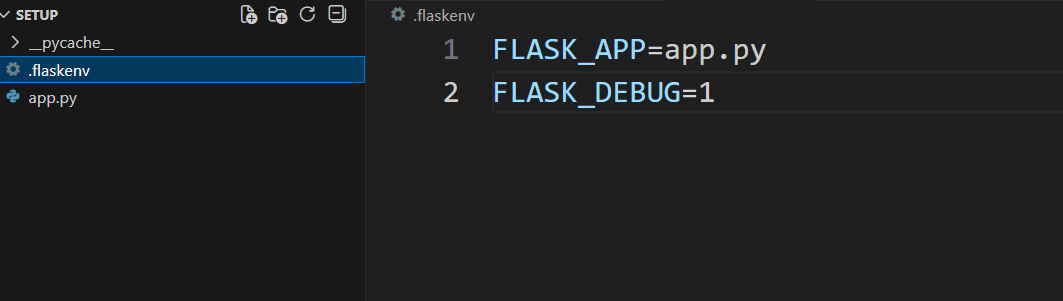 SETUP
__pycache__
.flaskenv
app.py
.flaskenv
1 FLASK_APP=app.py
2 FLASK_DEBUG=1